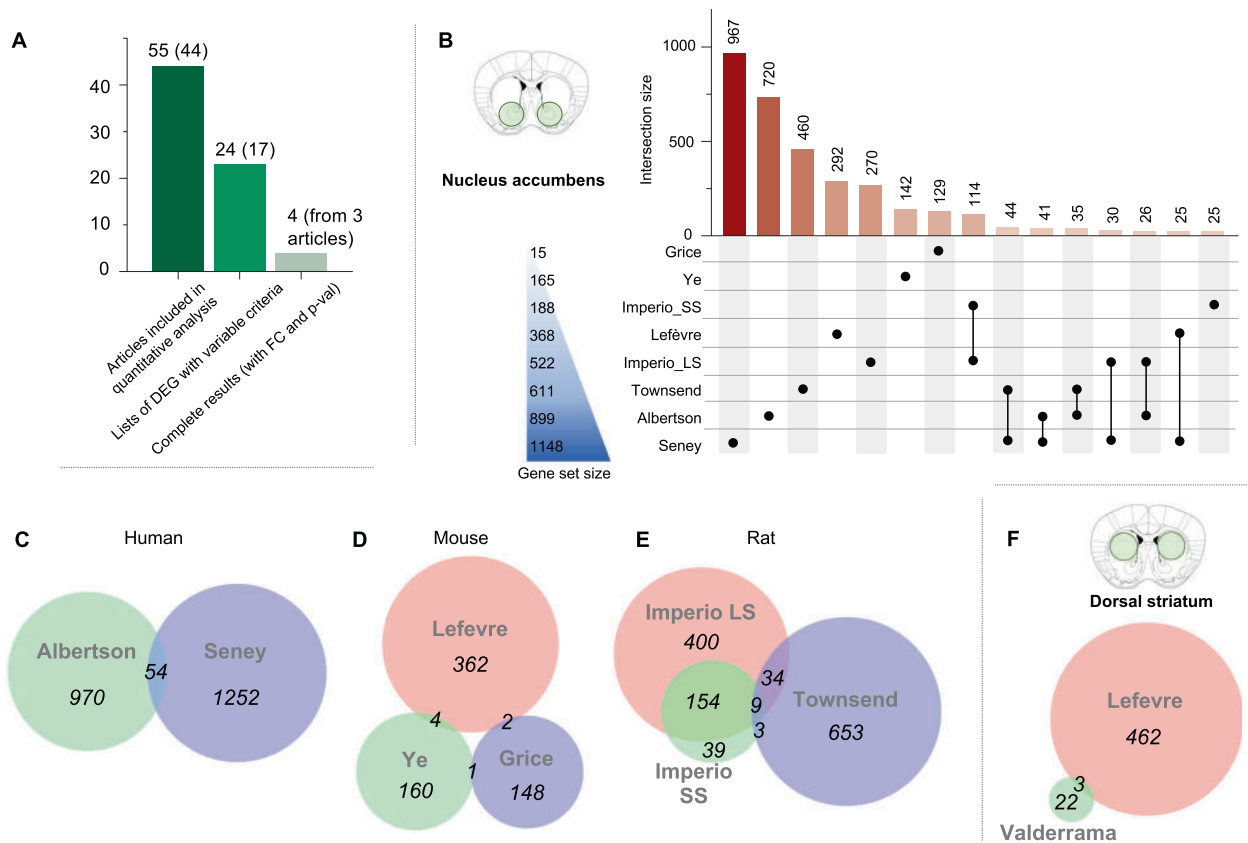 A
55 (44)
24 (17)
4 (from 3
articles)
40
30
20
10
0
Articles included in
quantitative analysis
Lists of DEG with variable criteria
Complete results (with FC and p-val)
B
Nucleus accumbens
15
165
188
368
522
611
899
1148
Gene set size
Intersection size
1000
500
0
967
720
460
292
270
142
129
114
44
41
35
30
26
25
25
Grice
Ye
Imperio_SS
Lefèvre
Imperio_LS
Townsend
Albertson
Seney
C
Human
Albertson
970
54
Seney
1252
D
Mouse
Lefevre
362
4
2
Ye
160
1
Grice
148
E
Rat
Imperio LS
400
34
154
9
Townsend
653
3
39
Imperio
SS
F
Dorsal striatum
Lefevre
462
3
22
Valderrama